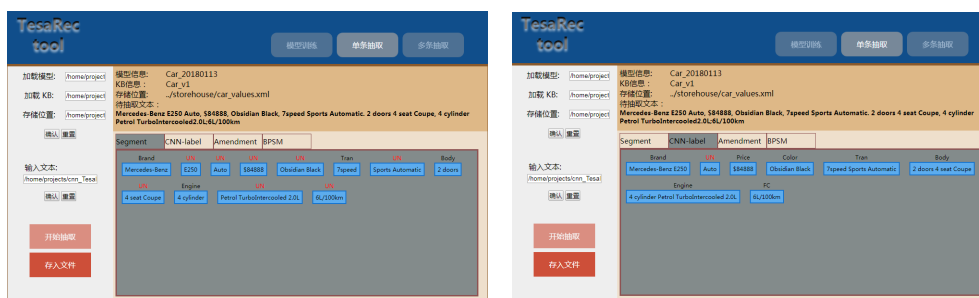 TesaRec
tool
模型训练 单条抽取 多条抽取
加载模型: /home/project
加载 KB: /home/project
存储位置: /home/project
确认 重置
输入文本:
/home/projects/cnn_Tesal
确认 重置
开始抽取
存入文件
模型信息: Car_20180113
KB信息: Car_v1
存储位置: ../storehouse/car_values.xml
待抽取文本:
Mercedes-Benz E250 Auto, $84888, Obsidian Black, 7speed Sports Automatic. 2 doors 4 seat Coupe, 4 cylinder
Petrol TurboIntercooled2.0L:6L/100km
Segment CNN-label Amendment BPSM
Brand UN UN UN UN Tran UN Body
Mercedes-Benz E250 Auto $84888 Obsidian Black 7speed Sports Automatic 2 doors
UN Engine UN UN
4 seat Coupe 4 cylinder Petrol TurboIntercooled 2.0L 6L/100km
TesaRec
tool
模型训练 单条抽取 多条抽取
加载模型: /home/project
加载 KB: /home/project
存储位置: /home/project
确认 重置
输入文本:
/home/projects/cnn_Tesal
确认 重置
开始抽取
存入文件
模型信息: Car_20180113
KB信息: Car_v1
存储位置: ../storehouse/car_values.xml
待抽取文本:
Mercedes-Benz E250 Auto, $84888, Obsidian Black, 7speed Sports Automatic. 2 doors 4 seat Coupe, 4 cylinder
Petrol TurboIntercooled2.0L:6L/100km
Segment CNN-label Amendment BPSM
Brand UN Price Color Tran Body
Mercedes-Benz E250 Auto $84888 Obsidian Black 7speed Sports Automatic 2 doors 4 seat Coupe
Engine FC
4 cylinder Petrol TurboIntercooled 2.0L 6L/100km